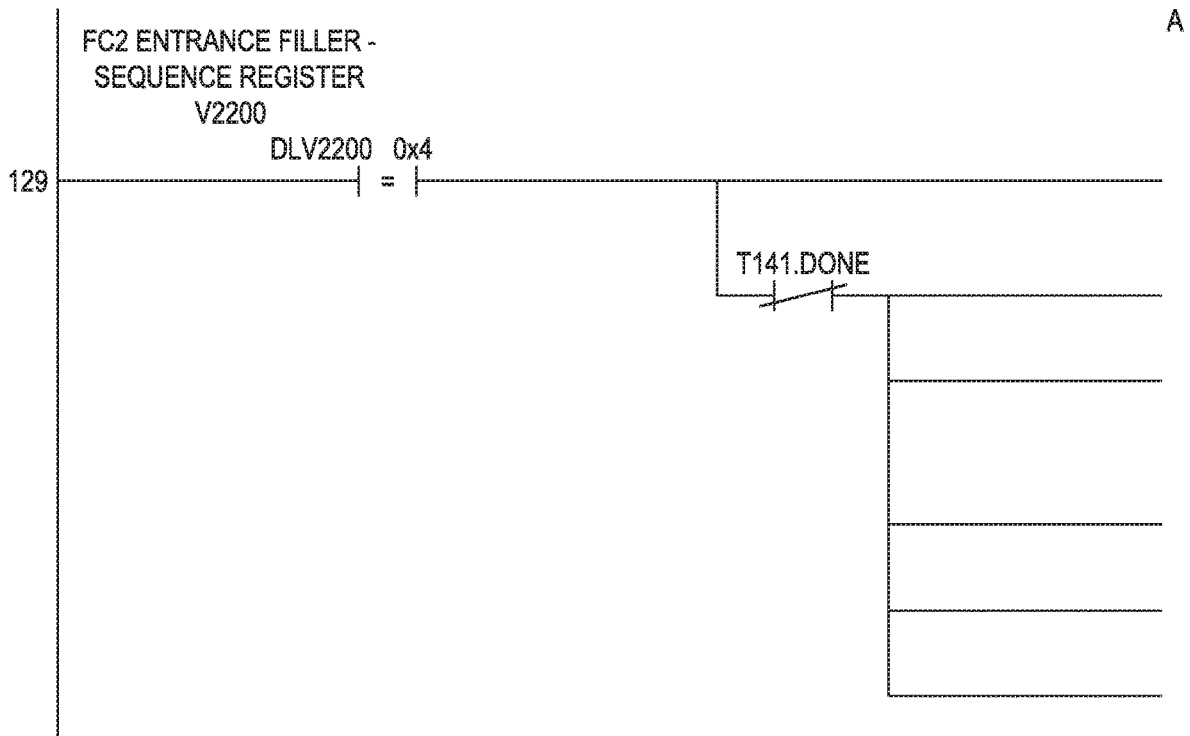 A
FC2 ENTRANCE FILLER -
SEQUENCE REGISTER
V2200
DLV2200 0x4
129
=
T141.DONE